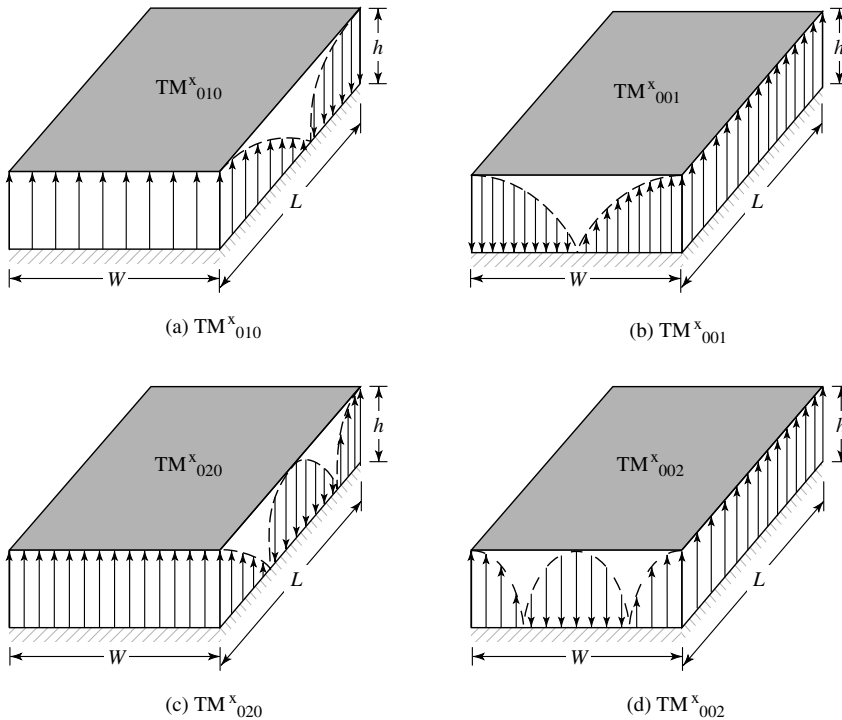 TM^x_010
h
L
W
(a) TM^x_010
TM^x_001
h
L
W
(b) TM^x_001
TM^x_020
h
L
W
(c) TM^x_020
TM^x_002
h
L
W
(d) TM^x_002